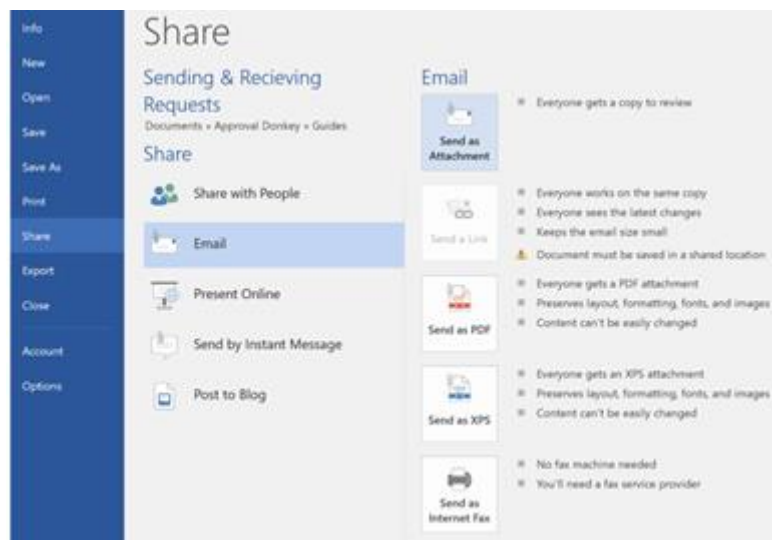 Info
New
Open
Save
Save As
Print
Share
Export
Close
Account
Options
Share
Sending & Recieving
Requests
Documents » Approval Donkey » Guides
Share
Share with People
Email
Present Online
Send by Instant Message
Post to Blog
Email
Send as
Attachment
Everyone gets a copy to review
Send a Link
Everyone works on the same copy
Everyone sees the latest changes
Keeps the email size small
Document must be saved in a shared location
Send as PDF
Everyone gets a PDF attachment
Preserves layout, formatting, fonts, and images
Content can't be easily changed
Send as XPS
Everyone gets an XPS attachment
Preserves layout, formatting, fonts, and images
Content can't be easily changed
Send as
Internet Fax
No fax machine needed
You'll need a fax service provider